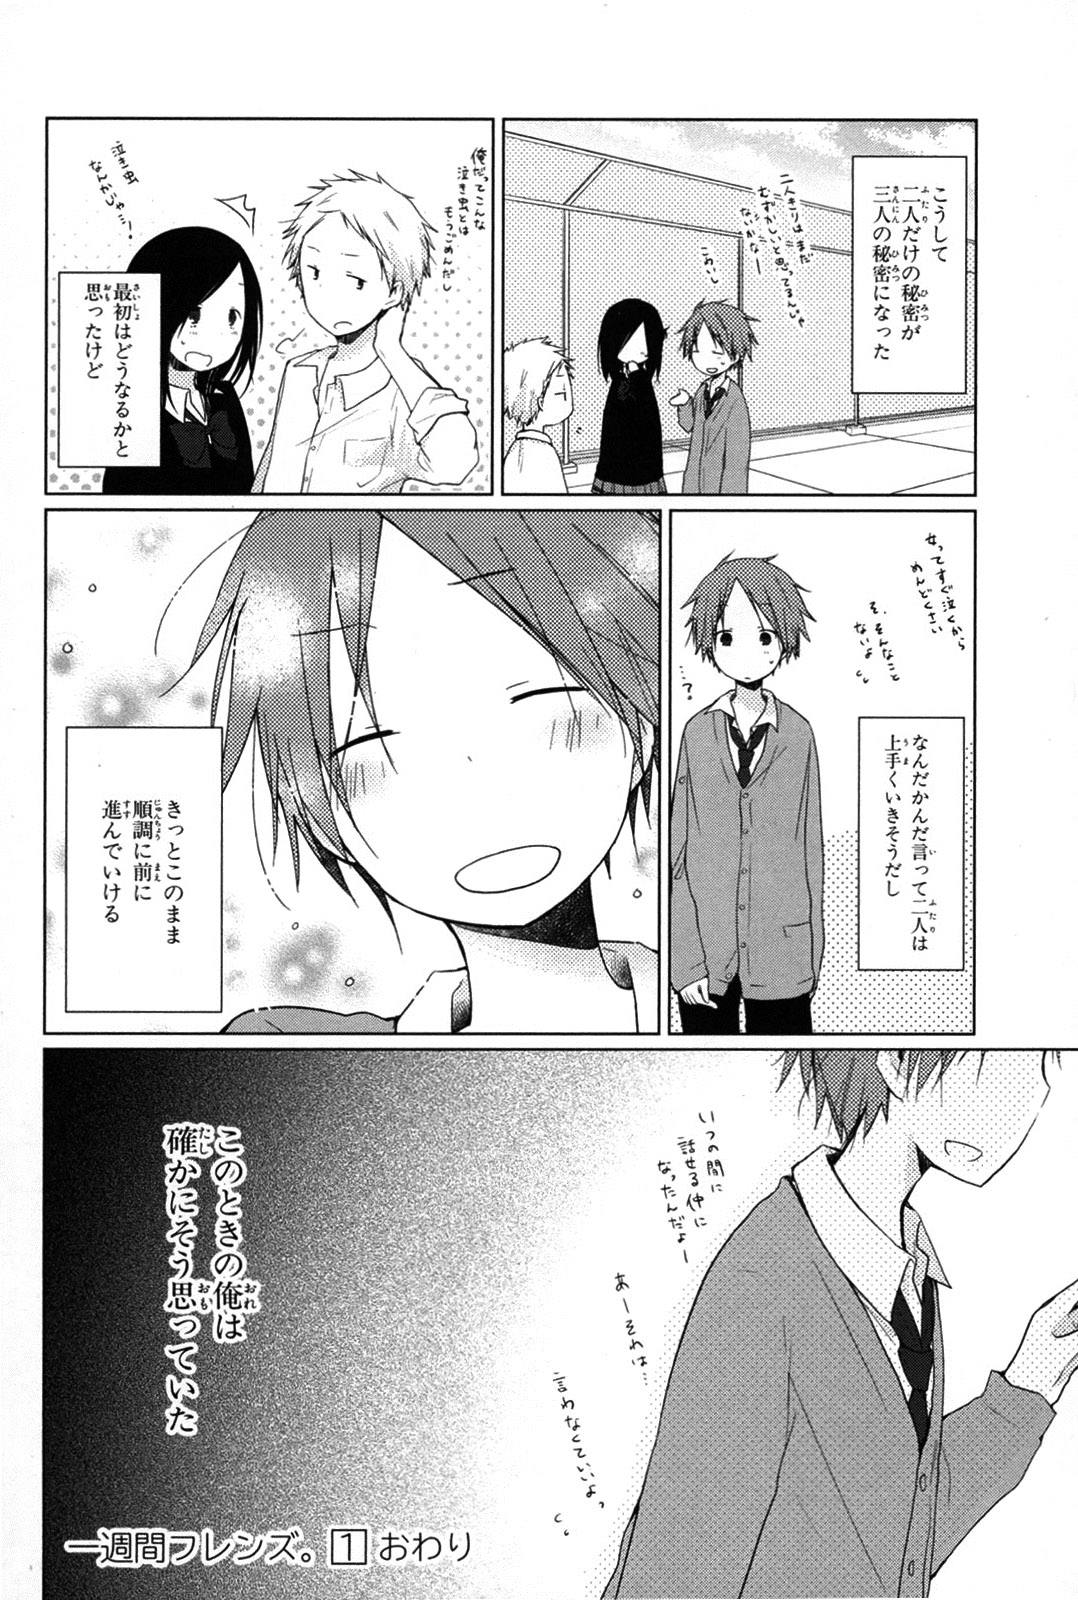 こうして
二人だけの秘密が
三人の秘密になった
二人きりはまだ
むずかしいと思ってるんじゃ
ないかなー
こわい
俺だってこんな
泣き虫とは
もうごめんだし
泣き虫
なんかじゃ…!
最初はどうなるかと
思ったけど
女ってすぐ泣くから
めんどくさい
そ、そんなこと
ないよ
…?
なんだかんだ言って二人は
上手くいきそうだし
きっとこのまま
順調に前に
進んでいける
いつの間に
話せる仲に
なったんだよー
あーそれは…
言わなくていいよっ
このときの俺は
確かにそう思っていた
一週間フレンズ。1おわり